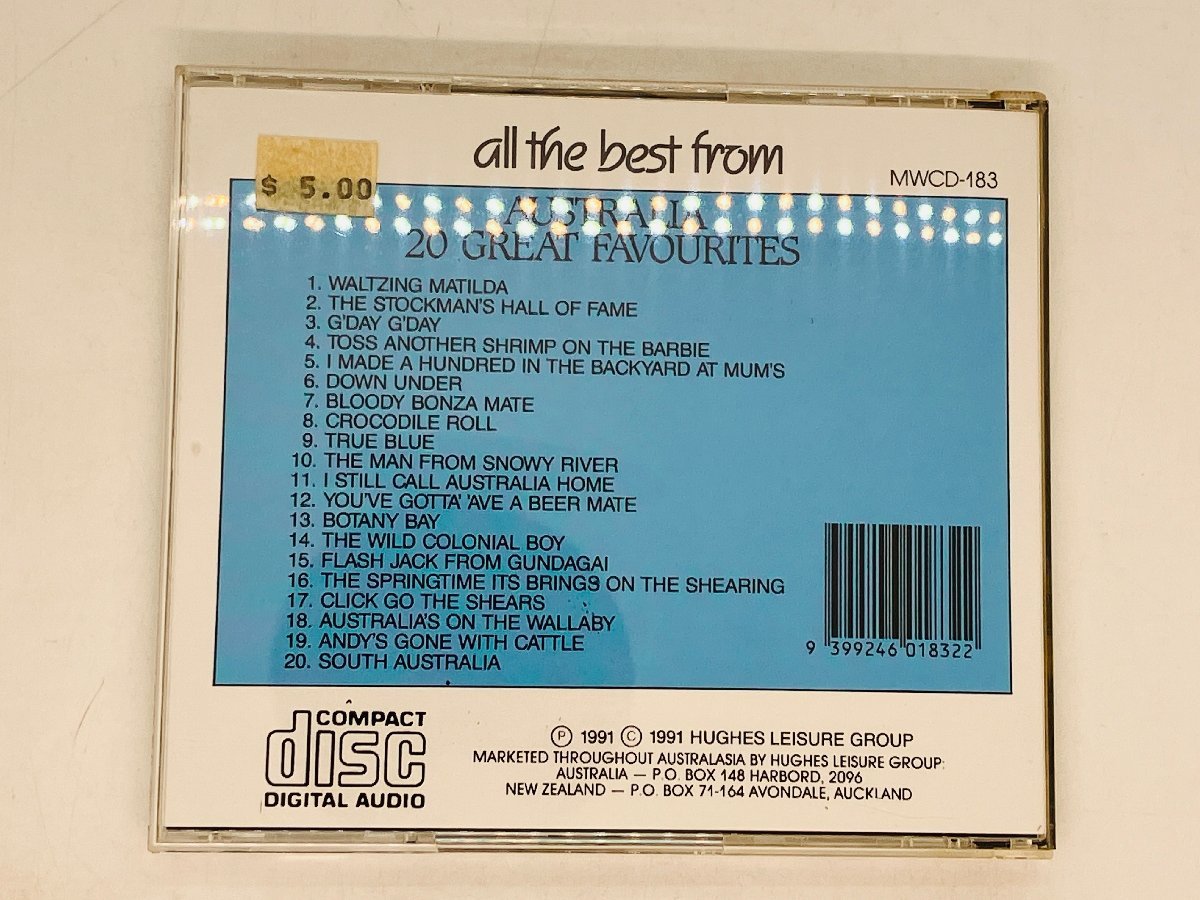 all the best from
MWCD-183
$ 5.00
AUSTRALIA
20 GREAT FAVOURITES
1. WALTZING MATILDA
2. THE STOCKMAN'S HALL OF FAME
3. G'DAY G'DAY
4. TOSS ANOTHER SHRIMP ON THE BARBIE
5. I MADE A HUNDRED IN THE BACKYARD AT MUM'S
6. DOWN UNDER
7. BLOODY BONZA MATE
8. CROCODILE ROLL
9. TRUE BLUE
10. THE MAN FROM SNOWY RIVER
11. I STILL CALL AUSTRALIA HOME
12. YOU'VE GOTTA' 'AVE A BEER MATE
13. BOTANY BAY
14. THE WILD COLONIAL BOY
15. FLASH JACK FROM GUNDAGAI
16. THE SPRINGTIME ITS BRINGS ON THE SHEARING
17. CLICK GO THE SHEARS
18. AUSTRALIA'S ON THE WALLABY
19. ANDY'S GONE WITH CATTLE
20. SOUTH AUSTRALIA
9 399246 018322
COMPACT
disc
DIGITAL AUDIO
Ⓟ 1991 © 1991 HUGHES LEISURE GROUP
MARKETED THROUGHOUT AUSTRALASIA BY HUGHES LEISURE GROUP:
AUSTRALIA — P.O. BOX 148 HARBORD, 2096
NEW ZEALAND — P.O. BOX 71-164 AVONDALE, AUCKLAND